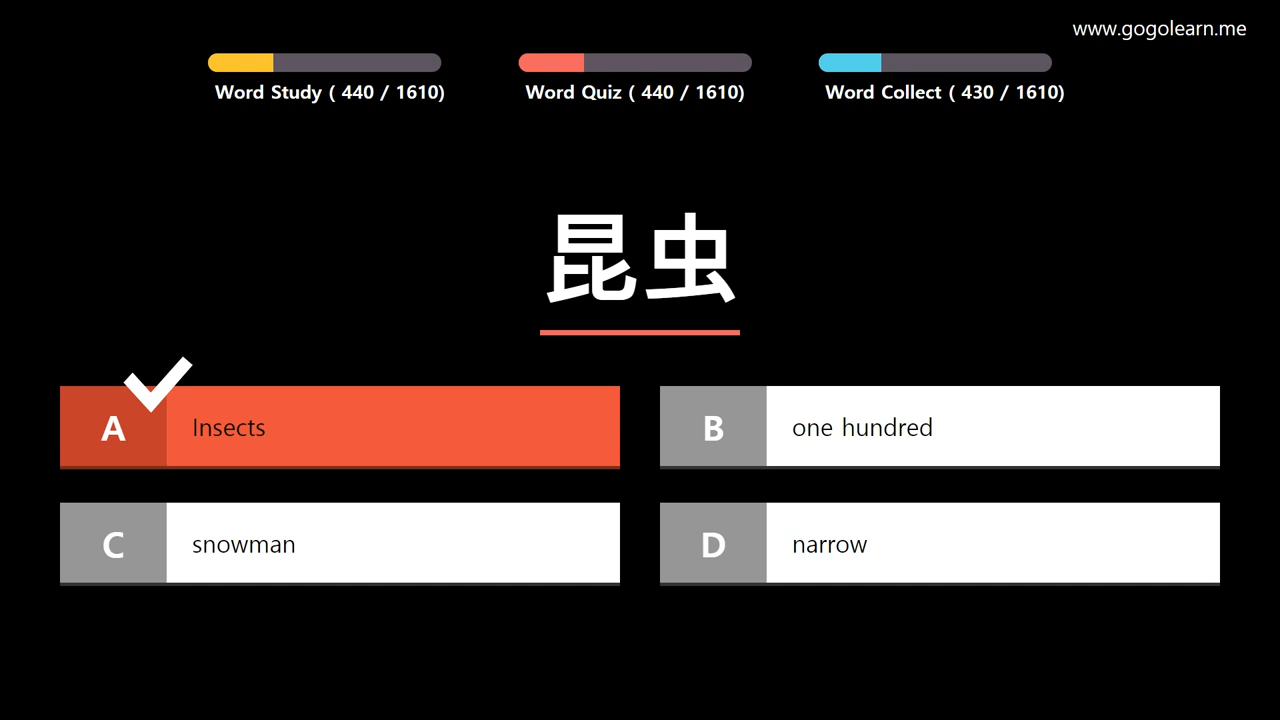 www.gogolearn.me
Word Study ( 440 / 1610)
Word Quiz ( 440 / 1610)
Word Collect ( 430 / 1610)
昆虫
A Insects
B one hundred
C snowman
D narrow